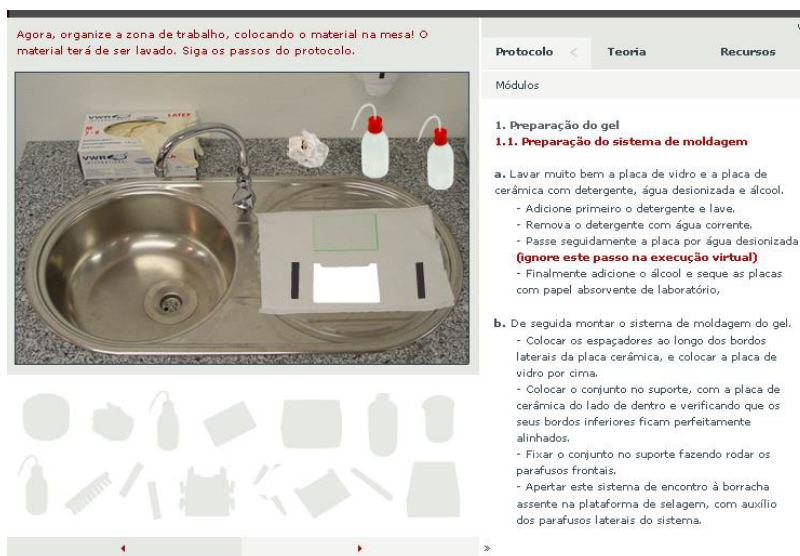 Agora, organize a zona de trabalho, colocando o material na mesa! O
material terá de ser lavado. Siga os passos do protocolo.
LATEX
VWR
VWR
INTERNATIONAL
Protocolo
Teoria
Recursos
Módulos
1. Preparação do gel
1.1. Preparação do sistema de moldagem
a. Lavar muito bem a placa de vidro e a placa de
cerâmica com detergente, água desionizada e álcool.
- Adicione primeiro o detergente e lave.
- Remova o detergente com água corrente.
- Passe seguidamente a placa por água desionizada
(ignore este passo na execução virtual)
- Finalmente adicione o álcool e seque as placas
com papel absorvente de laboratório,
b. De seguida montar o sistema de moldagem do gel.
- Colocar os espaçadores ao longo dos bordos
laterais da placa cerâmica, e colocar a placa de
vidro por cima.
- Colocar o conjunto no suporte, com a placa de
cerâmica do lado de dentro e verificando que os
seus bordos inferiores ficam perfeitamente
alinhados.
- Fixar o conjunto no suporte fazendo rodar os
parafusos frontais.
- Apertar este sistema de encontro à borracha
assente na plataforma de selagem, com auxílio
dos parafusos laterais do sistema.